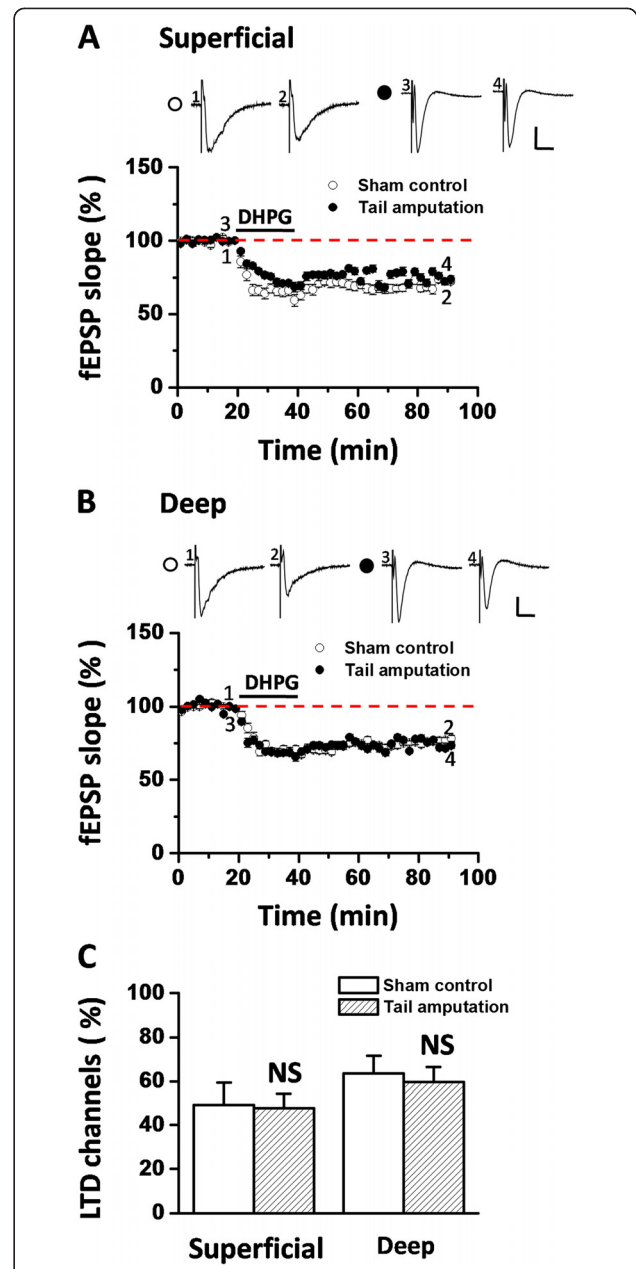 A Superficial
1 2 3 4
150
Sham control
Tail amputation
DHPG
3
100
1
4
2
50
0
fEPSP slope (%)
0 20 40 60 80 100
Time (min)
B Deep
1 2 3 4
150
Sham control
Tail amputation
DHPG
1
100
3
2
4
50
0
fEPSP slope (%)
0 20 40 60 80 100
Time (min)
C
Sham control
Tail amputation
100
80
60
40
20
0
LTD channels (%)
NS NS
Superficial Deep